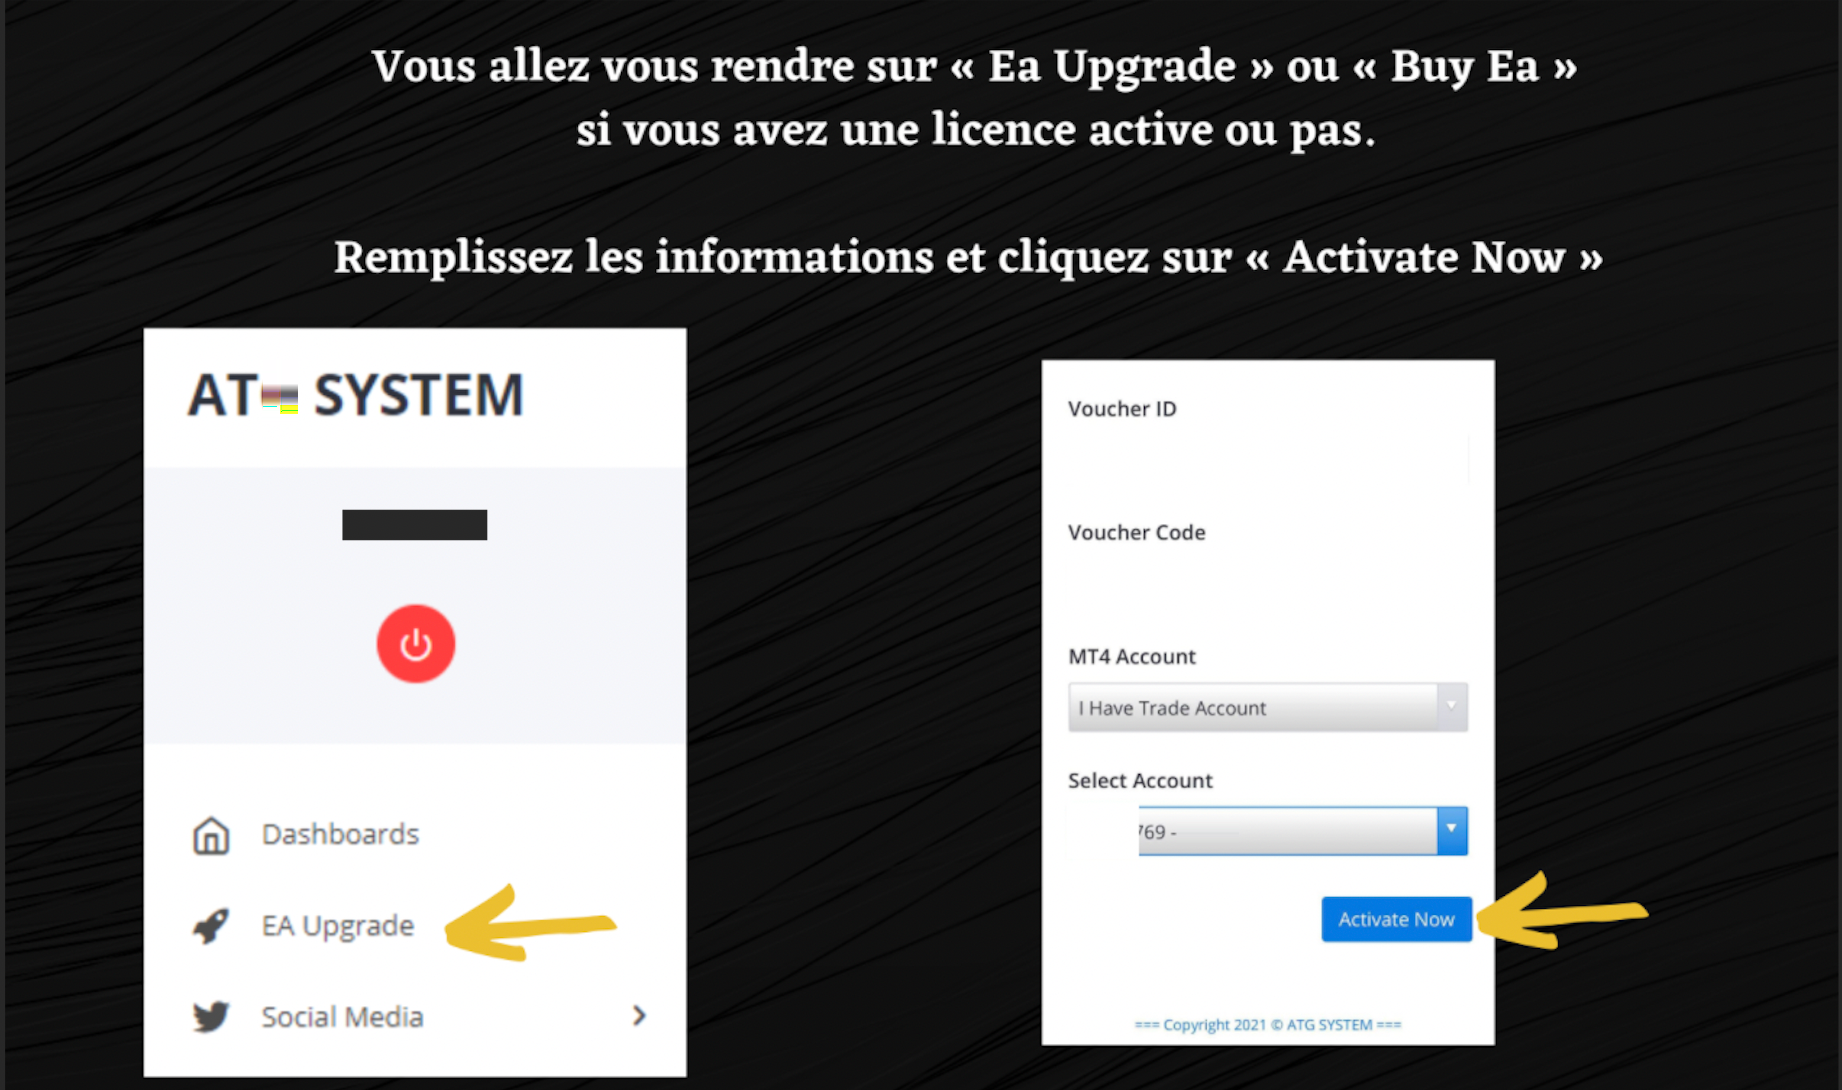 Vous allez vous rendre sur « Ea Upgrade » ou « Buy Ea »
si vous avez une licence active ou pas.
Remplissez les informations et cliquez sur « Activate Now »
AT SYSTEM
Dashboards
EA Upgrade
Social Media
Voucher ID
Voucher Code
MT4 Account
I Have Trade Account
Select Account
769 -
Activate Now
=== Copyright 2021 © ATG SYSTEM ===